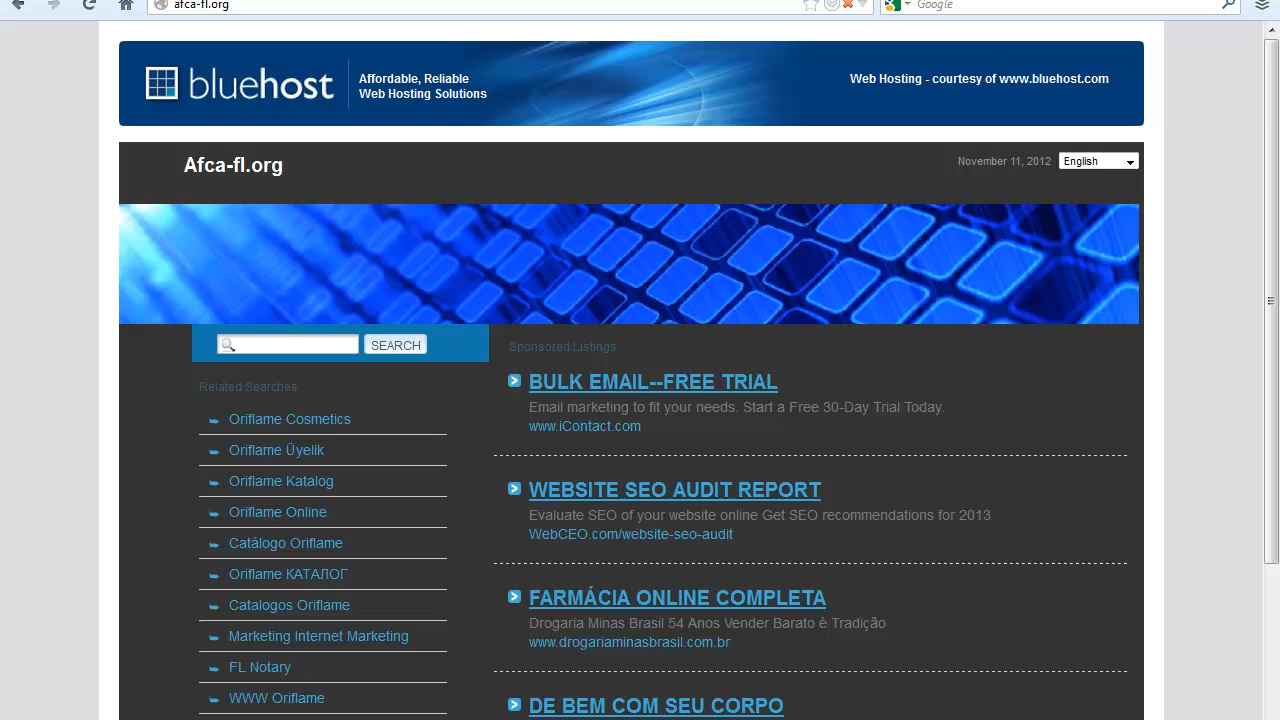 afca-fl.org
Google
bluehost
Affordable, Reliable
Web Hosting Solutions
Web Hosting - courtesy of www.bluehost.com
Afca-fl.org
November 11, 2012
English
SEARCH
Related Searches
Oriflame Cosmetics
Oriflame Üyelik
Oriflame Katalog
Oriflame Online
Catálogo Oriflame
Oriflame КАТАЛОГ
Catalogos Oriflame
Marketing Internet Marketing
FL Notary
WWW Oriflame
Sponsored Listings
BULK EMAIL--FREE TRIAL
Email marketing to fit your needs. Start a Free 30-Day Trial Today.
www.iContact.com
WEBSITE SEO AUDIT REPORT
Evaluate SEO of your website online Get SEO recommendations for 2013
WebCEO.com/website-seo-audit
FARMÁCIA ONLINE COMPLETA
Drogaria Minas Brasil 54 Anos Vender Barato è Tradição
www.drogariaminasbrasil.com.br
DE BEM COM SEU CORPO